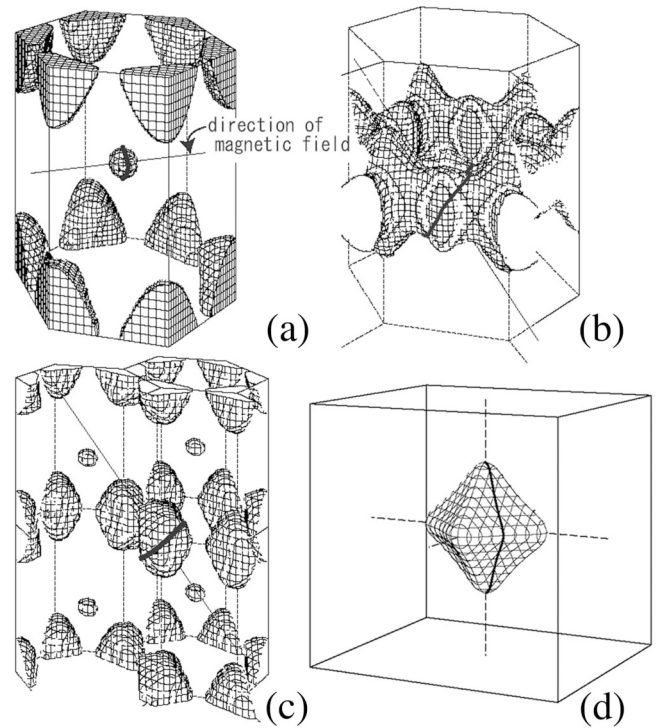 direction of
magnetic field
(a)
(b)
(c)
(d)